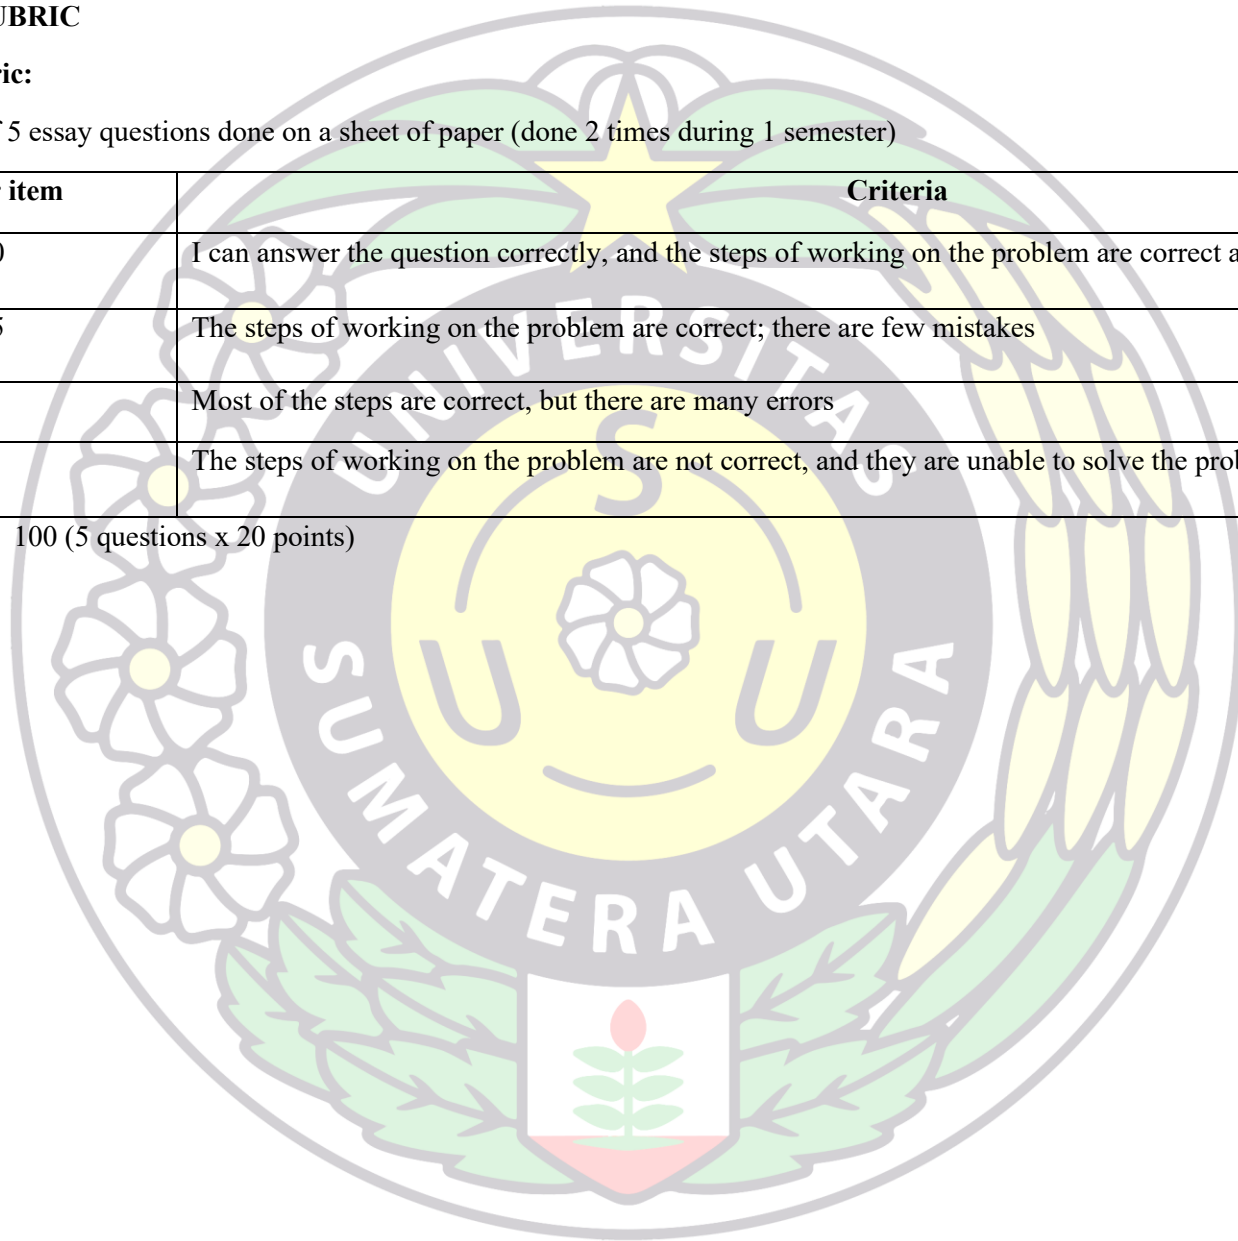 UBRIC
ric:
f 5 essay questions done on a sheet of paper (done 2 times during 1 semester)
r item Criteria
0 I can answer the question correctly, and the steps of working on the problem are correct a
5 The steps of working on the problem are correct; there are few mistakes
Most of the steps are correct, but there are many errors
The steps of working on the problem are not correct, and they are unable to solve the prob
100 (5 questions x 20 points)
UNIVERSITAS
S
U U
SUMATERA UTARA